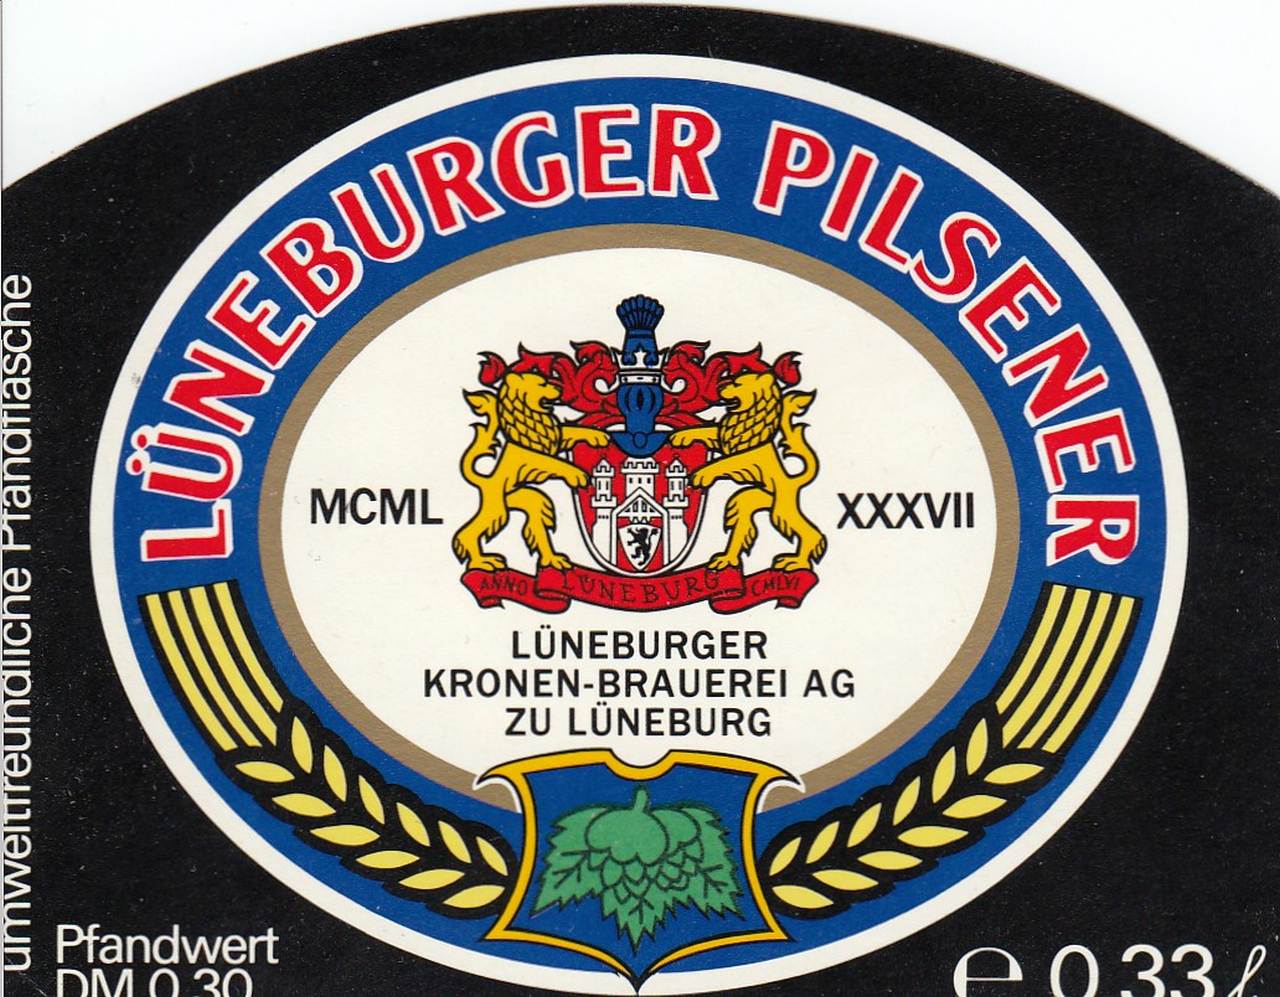 LÜNEBURGER PILSENER
MCML XXXVII
ANNO LÜNEBURG CMLVI
LÜNEBURGER
KRONEN-BRAUEREI AG
ZU LÜNEBURG
umweltfreundliche Pfandflasche
Pfandwert
DM 0,30
e 0,33 ℓ